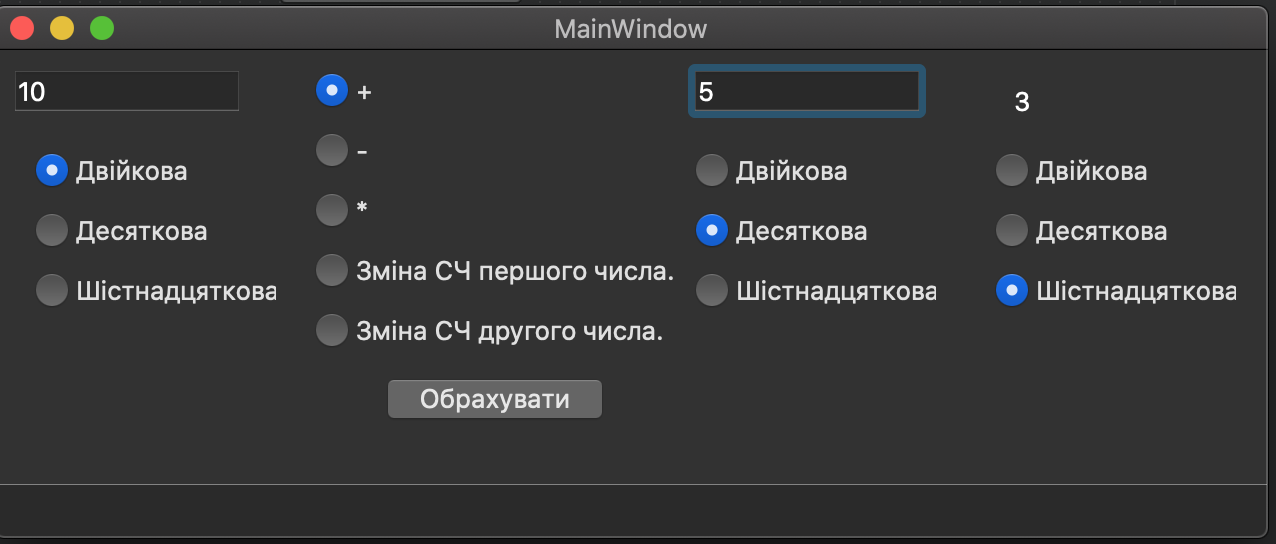 MainWindow
10
+
5
3
-
*
Двійкова
Десяткова
Шістнадцяткова
Зміна СЧ першого числа.
Зміна СЧ другого числа.
Двійкова
Десяткова
Шістнадцяткова
Двійкова
Десяткова
Шістнадцяткова
Обрахувати